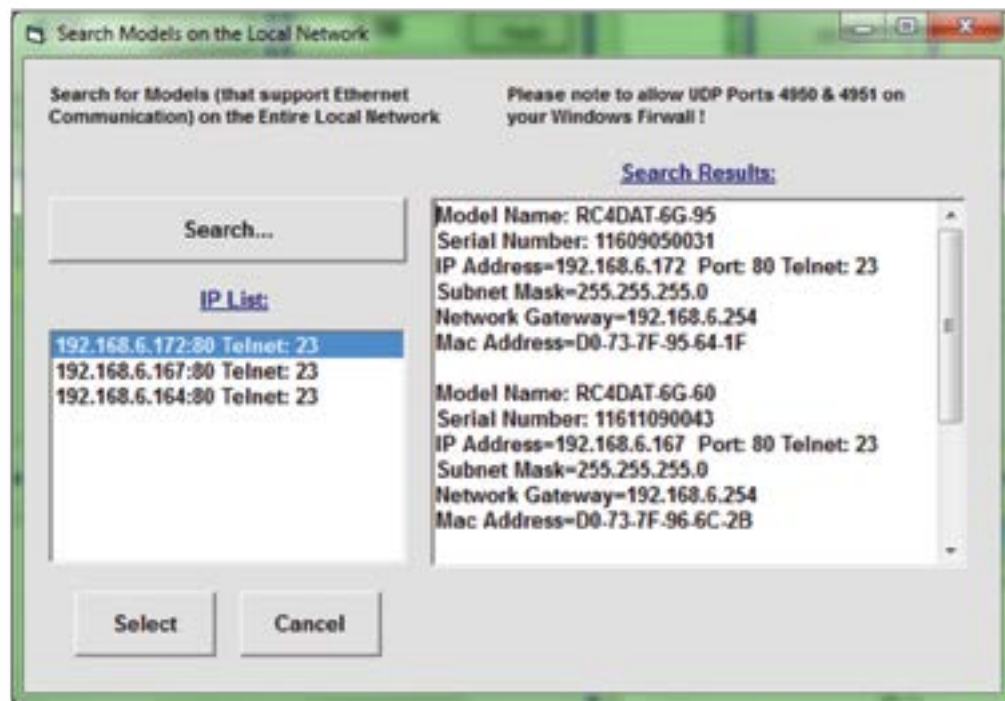 Search Models on the Local Network
Search for Models (that support Ethernet
Communication) on the Entire Local Network
Please note to allow UDP Ports 4950 & 4951 on
your Windows Firwall !
Search...
IP List:
192.168.6.172:80 Telnet: 23
192.168.6.167:80 Telnet: 23
192.168.6.164:80 Telnet: 23
Search Results:
Model Name: RC4DAT-6G-95
Serial Number: 11609050031
IP Address=192.168.6.172 Port: 80 Telnet: 23
Subnet Mask=255.255.255.0
Network Gateway=192.168.6.254
Mac Address=D0-73-7F-95-64-1F
Model Name: RC4DAT-6G-60
Serial Number: 11611090043
IP Address=192.168.6.167 Port: 80 Telnet: 23
Subnet Mask=255.255.255.0
Network Gateway=192.168.6.254
Mac Address=D0-73-7F-96-6C-2B
Select
Cancel